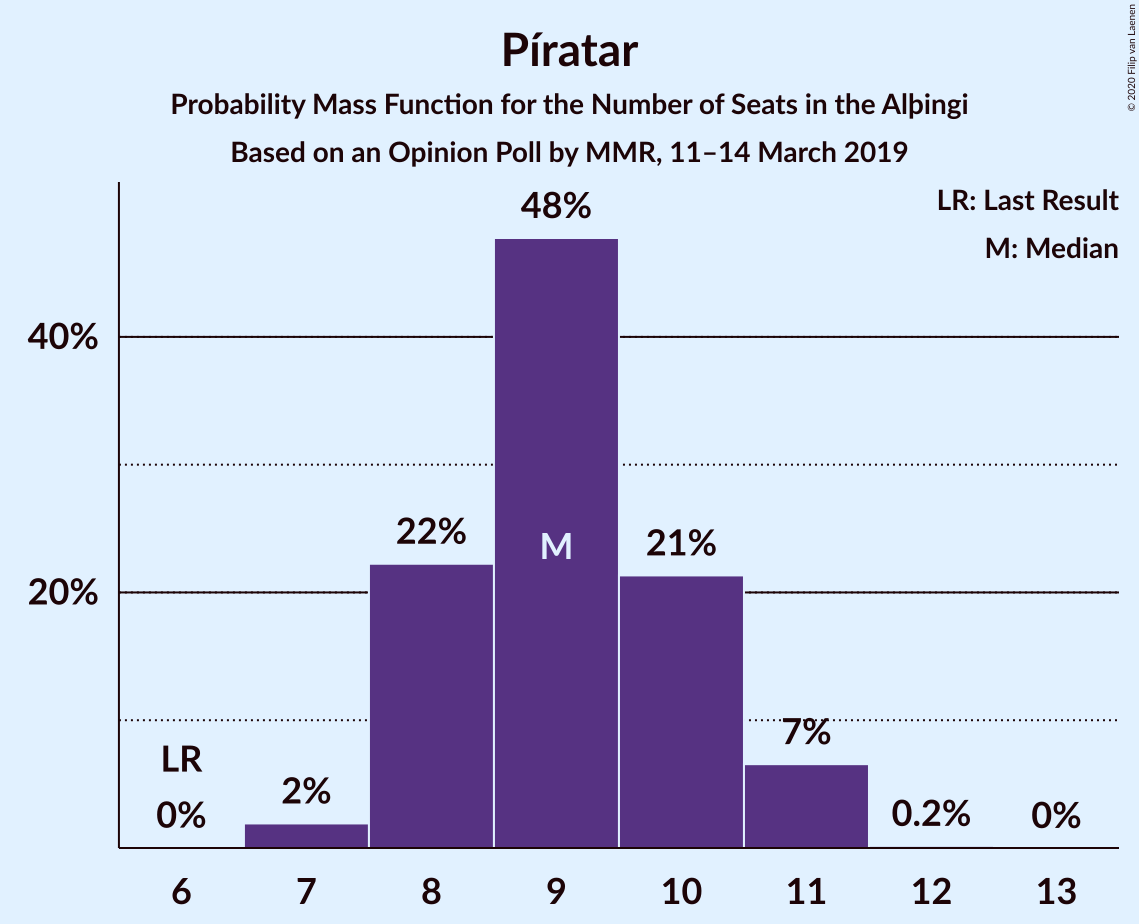 Píratar
Probability Mass Function for the Number of Seats in the Alþingi
Based on an Opinion Poll by MMR, 11–14 March 2019
© 2020 Filip van Laenen
LR: Last Result
M: Median
48%
40%
22%
M
21%
20%
LR
7%
0%
2%
0.2%
0%
6 7 8 9 10 11 12 13